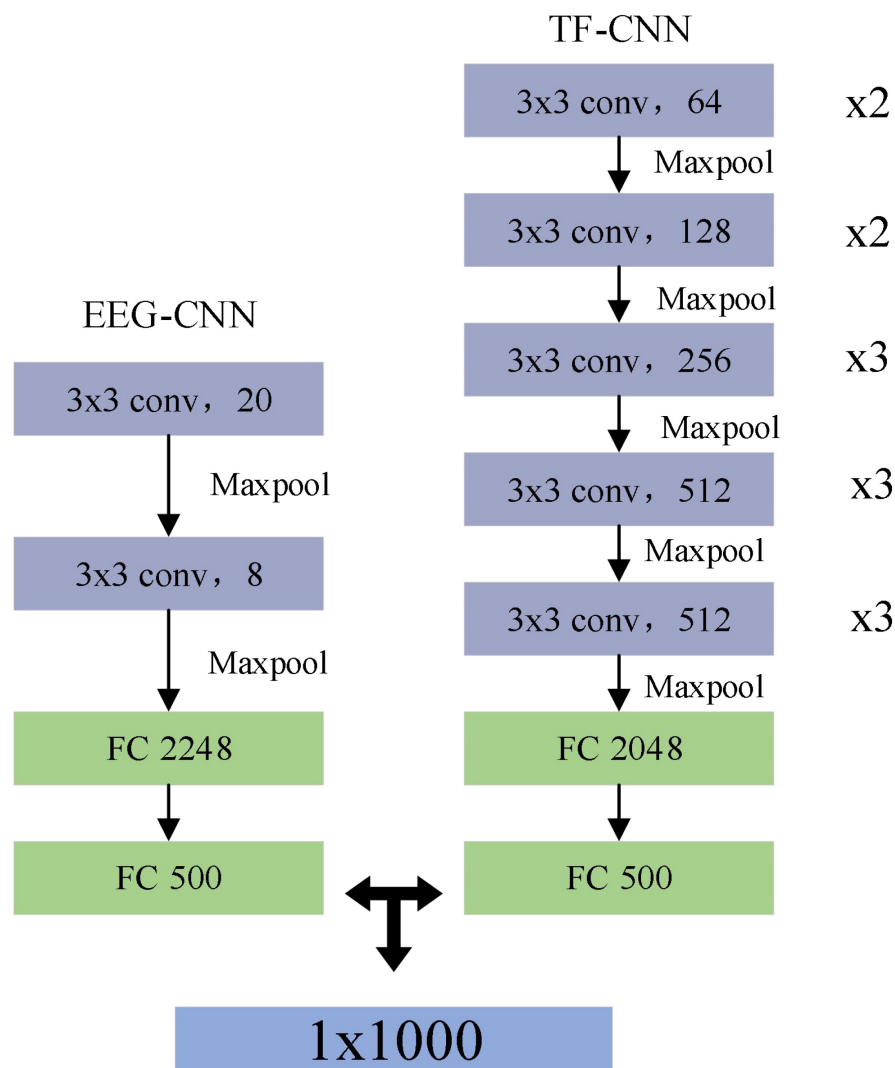 TF-CNN
3x3 conv，64
x2
Maxpool
3x3 conv，128
x2
Maxpool
3x3 conv，256
x3
Maxpool
3x3 conv，512
x3
Maxpool
3x3 conv，512
x3
Maxpool
FC 2048
FC 500
EEG-CNN
3x3 conv，20
Maxpool
3x3 conv，8
Maxpool
FC 2248
FC 500
1x1000